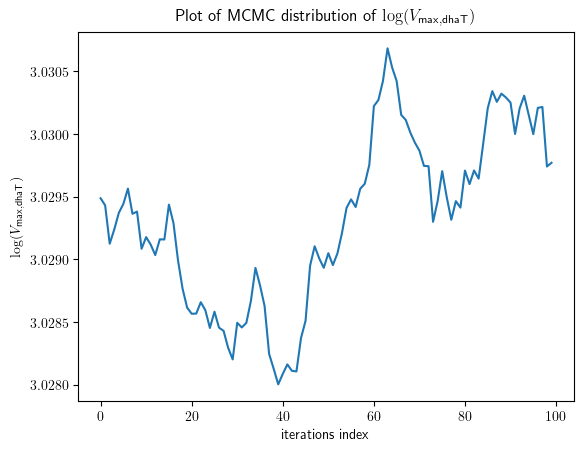 Plot of MCMC distribution of log(V_max,dhaT)
log(V_max,dhaT)
3.0305
3.0300
3.0295
3.0290
3.0285
3.0280
0 20 40 60 80 100
iterations index